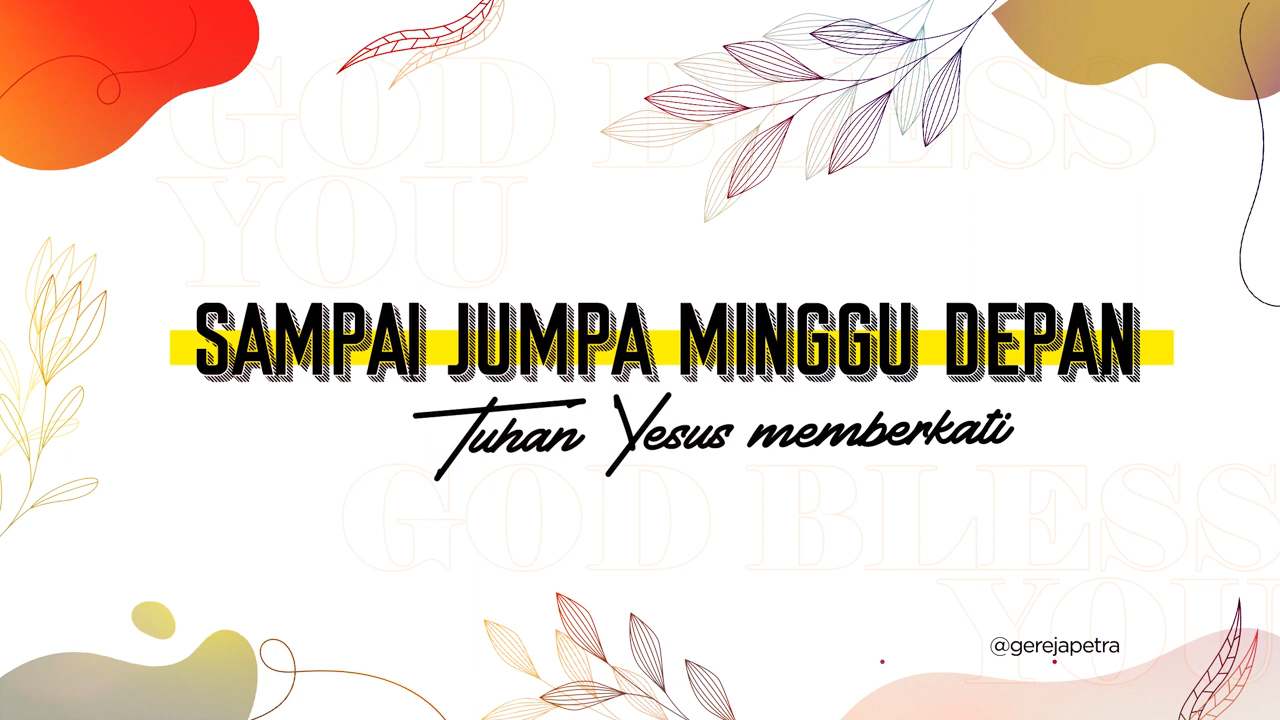 GOD BLESS
YOU
SAMPAI JUMPA MINGGU DEPAN
Tuhan Yesus memberkati
GOD BLESS
YOU
@gerejapetra